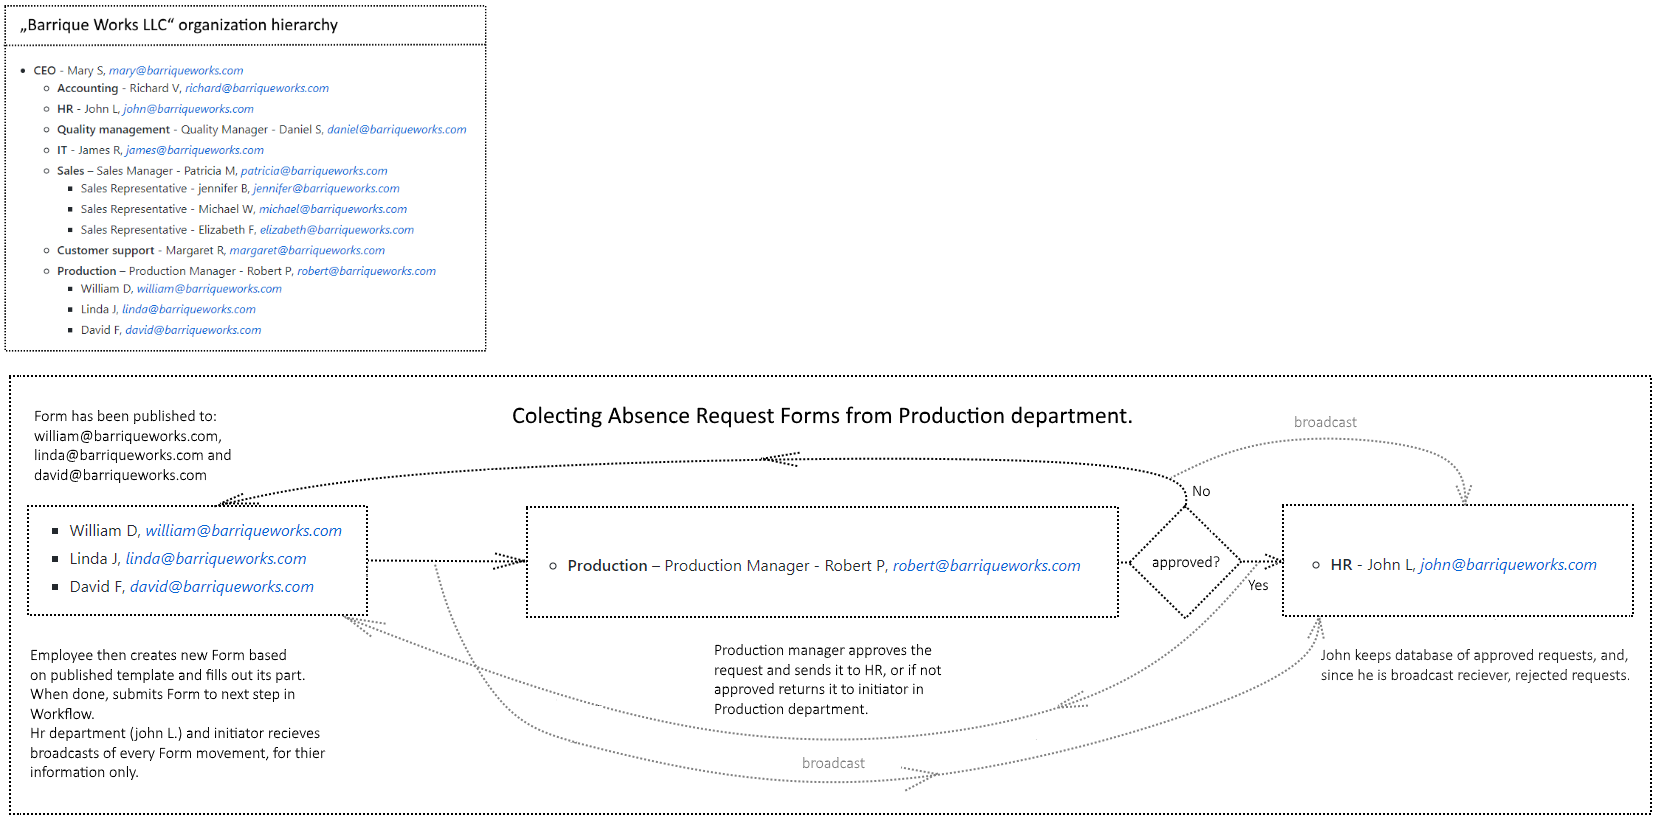 „Barrique Works LLC“ organization hierarchy
CEO - Mary S, mary@barriqueworks.com
Accounting - Richard V, richard@barriqueworks.com
HR - John L, john@barriqueworks.com
Quality management - Quality Manager - Daniel S, daniel@barriqueworks.com
IT - James R, james@barriqueworks.com
Sales – Sales Manager - Patricia M, patricia@barriqueworks.com
Sales Representative - jennifer B, jennifer@barriqueworks.com
Sales Representative - Michael W, michael@barriqueworks.com
Sales Representative - Elizabeth F, elizabeth@barriqueworks.com
Customer support - Margaret R, margaret@barriqueworks.com
Production – Production Manager - Robert P, robert@barriqueworks.com
William D, william@barriqueworks.com
Linda J, linda@barriqueworks.com
David F, david@barriqueworks.com
Colecting Absence Request Forms from Production department.
Form has been published to:
william@barriqueworks.com,
linda@barriqueworks.com and
david@barriqueworks.com
broadcast
No
William D, william@barriqueworks.com
Linda J, linda@barriqueworks.com
David F, david@barriqueworks.com
Production – Production Manager - Robert P, robert@barriqueworks.com
approved?
Yes
HR - John L, john@barriqueworks.com
Employee then creates new Form based
on published template and fills out its part.
When done, submits Form to next step in
Workflow.
Hr department (john L.) and initiator recieves
broadcasts of every Form movement, for thier
information only.
Production manager approves the
request and sends it to HR, or if not
approved returns it to initiator in
Production department.
John keeps database of approved requests, and,
since he is broadcast reciever, rejected requests.
broadcast